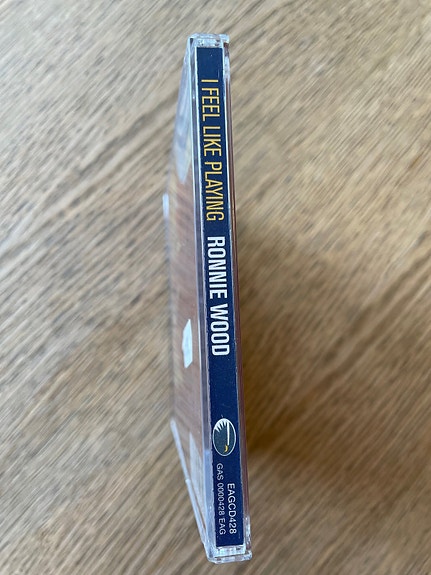 I FEEL LIKE PLAYING RONNIE WOOD
EAGCD428
GAS 0000428 EAG